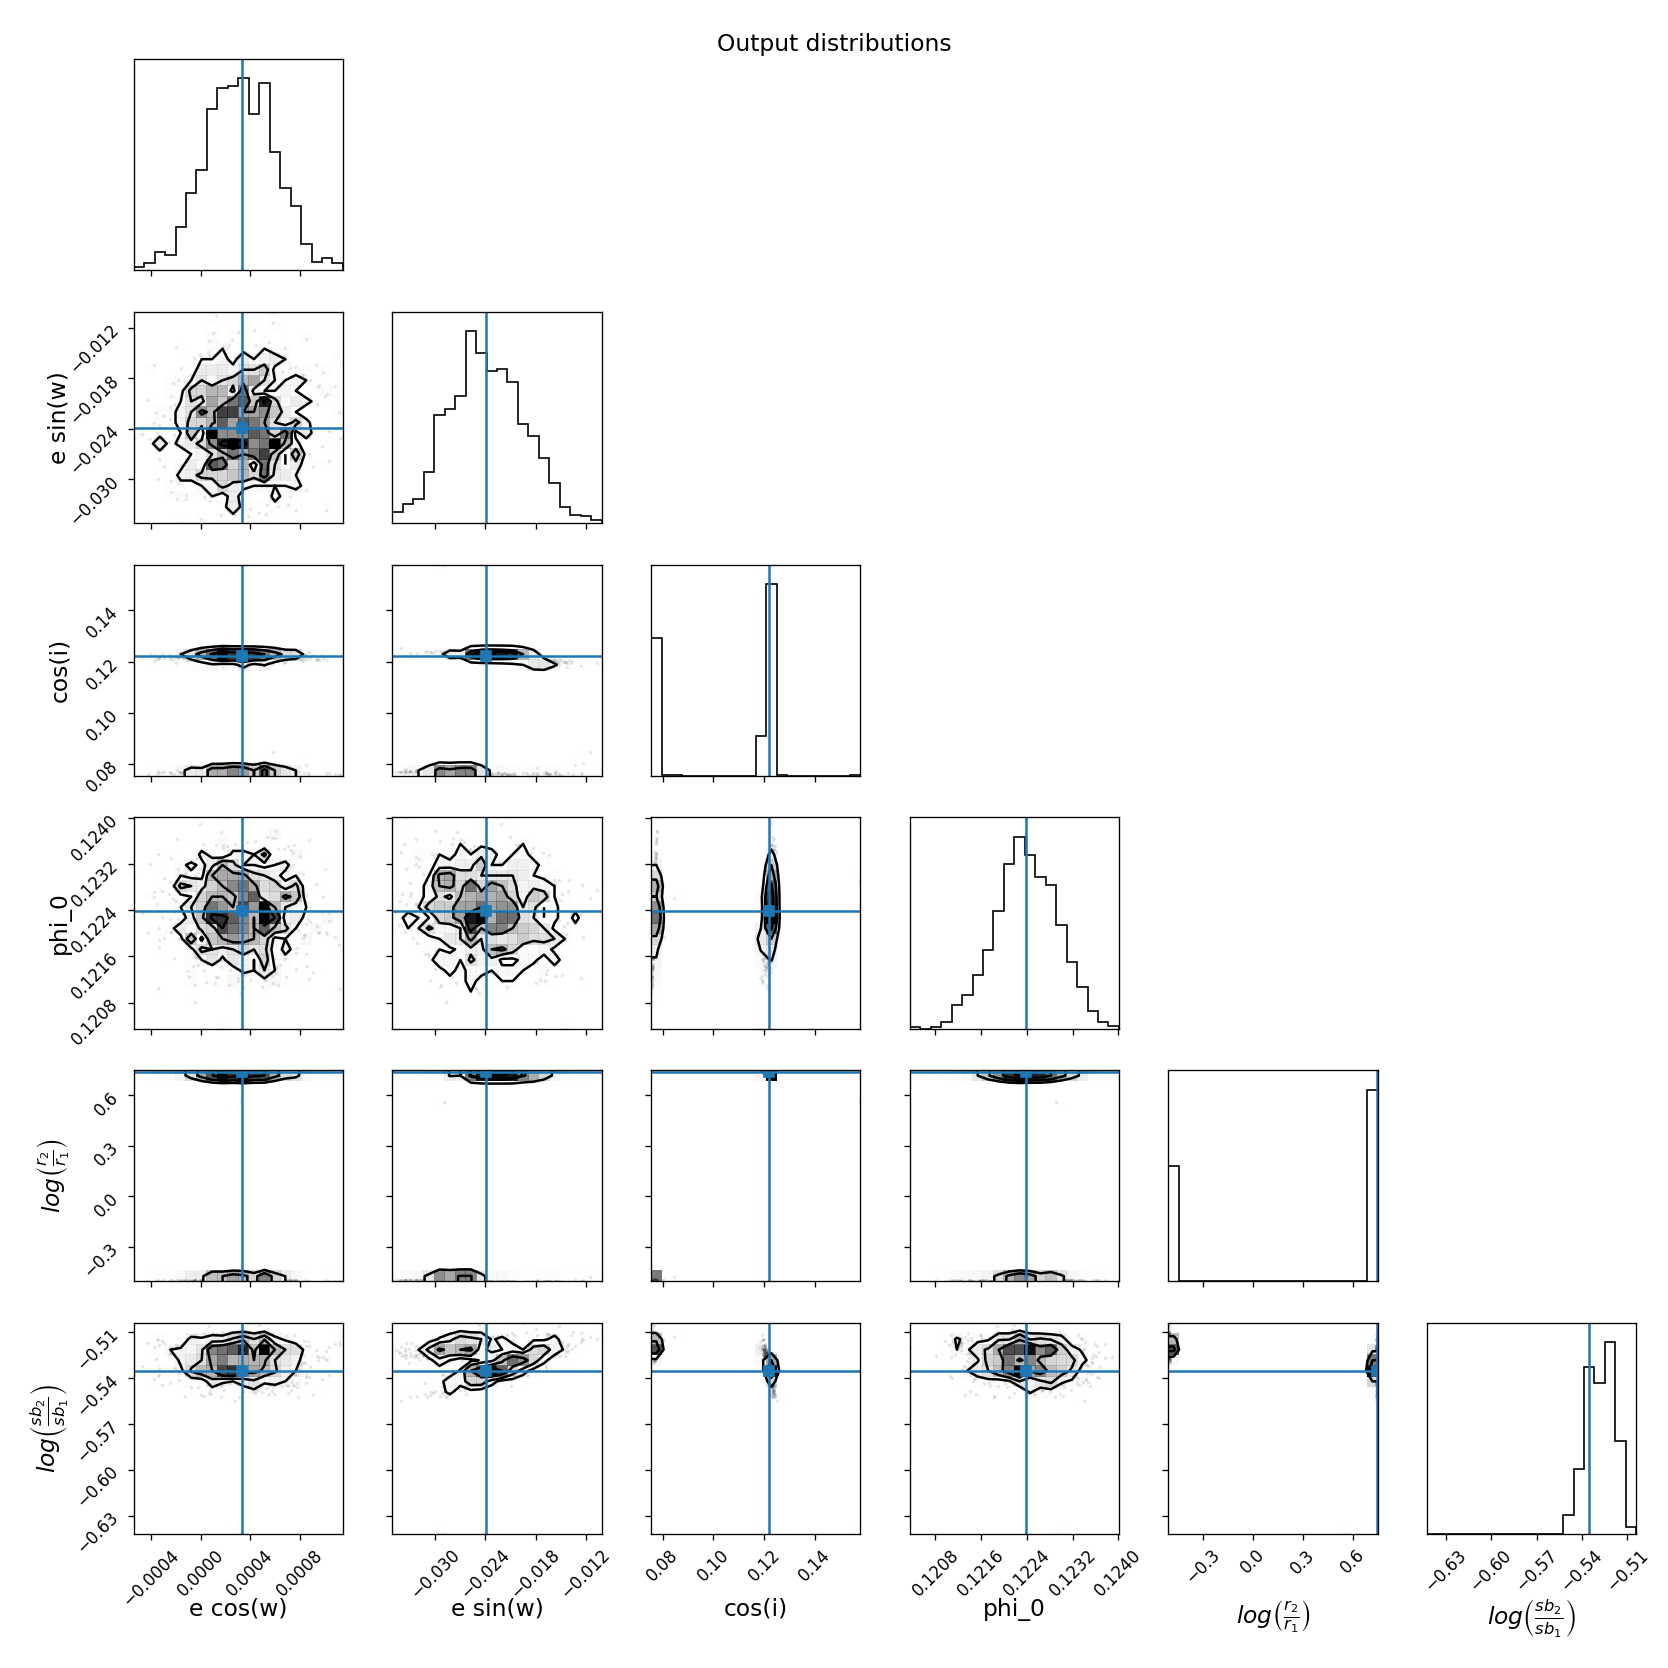 Output distributions
e sin(w)
−0.012
−0.018
−0.024
−0.030
cos(i)
0.14
0.12
0.10
0.08
phi_0
0.1240
0.1232
0.1224
0.1216
0.1208
log(r₂/r₁)
0.6
0.3
0.0
−0.3
log(sb₂/sb₁)
−0.51
−0.54
−0.57
−0.60
−0.63
−0.0004 0.0000 0.0004 0.0008 −0.030 −0.024 −0.018 −0.012 0.08 0.10 0.12 0.14 0.1208 0.1216 0.1224 0.1232 0.1240 −0.3 0.0 0.3 0.6 −0.63 −0.60 −0.57 −0.54 −0.51
e cos(w) e sin(w) cos(i) phi_0 log(r₂/r₁) log(sb₂/sb₁)